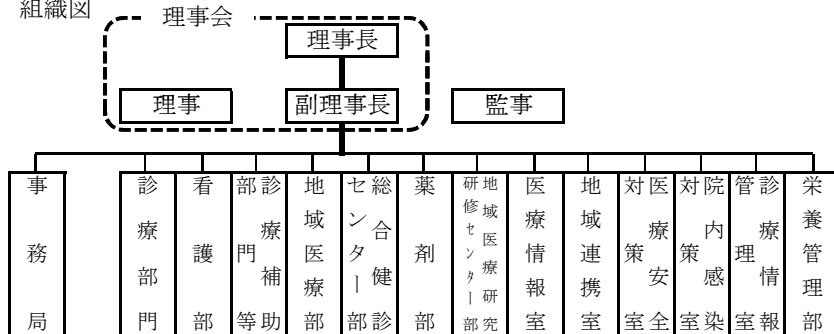 組織図
理事会
理事長
理事
副理事長
監事
事務局
診療部門
看護部
診療補助部門等
地域医療部
総合健診センター部
薬剤部
地域医療研究研修センター部
医療情報室
地域連携室
医療安全対策室
院内感染対策室
診療情報管理室
栄養管理部